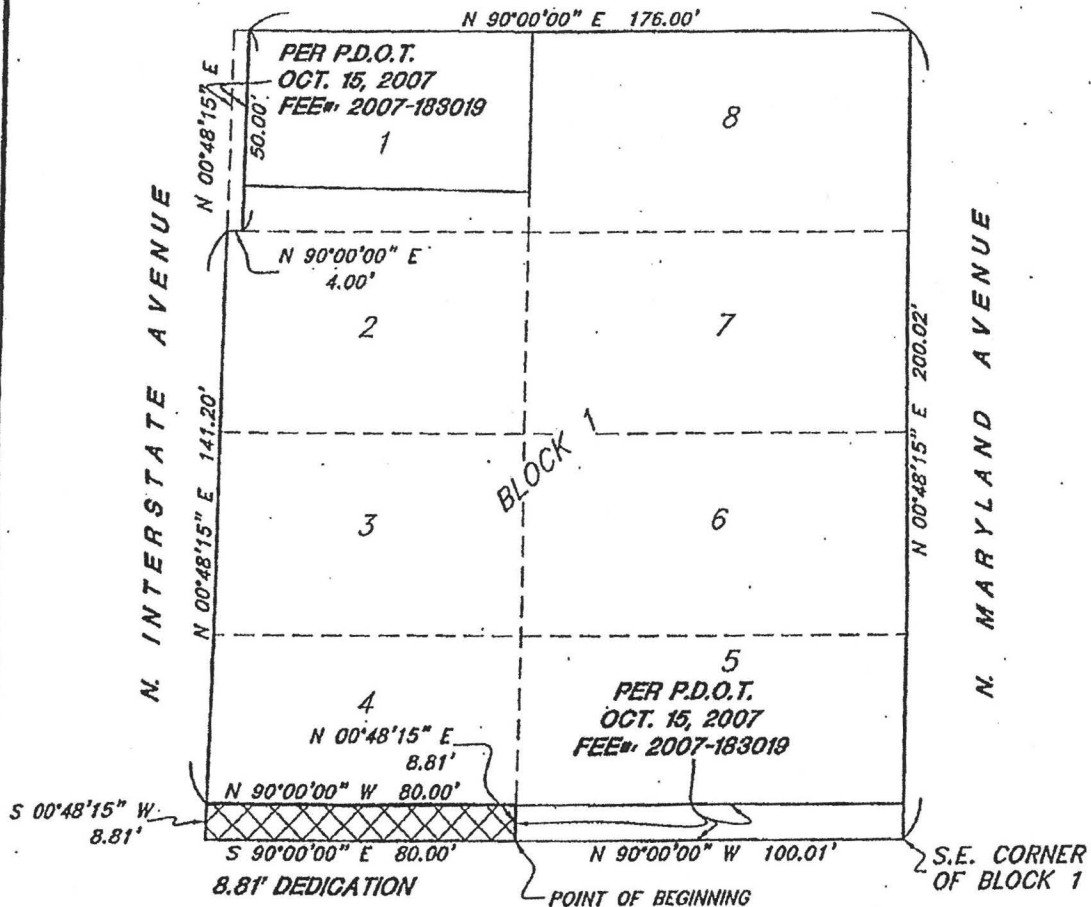 N 90°00'00" E 176.00'
PER P.D.O.T.
OCT. 15, 2007
FEE#: 2007-183019
N 00°48'15" E
50.00'
1
8
N 90°00'00" E
4.00'
N. INTERSTATE AVENUE
N 00°48'15" E 141.20'
2
7
BLOCK 1
3
6
N 00°48'15" E 200.02'
N. MARYLAND AVENUE
4
5
PER P.D.O.T.
OCT. 15, 2007
FEE#: 2007-183019
N 00°48'15" E
8.81'
N 90°00'00" W 80.00'
S 00°48'15" W
8.81'
S 90°00'00" E 80.00'
N 90°00'00" W 100.01'
S.E. CORNER
OF BLOCK 1
8.81' DEDICATION
POINT OF BEGINNING